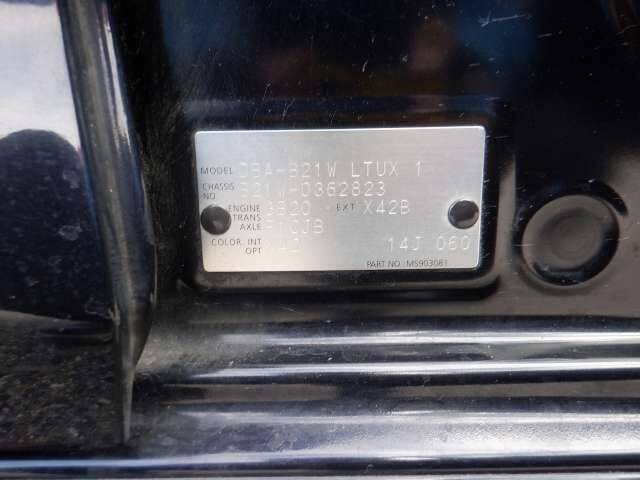 MODEL DBA-B21W LTUX 1
CHASSIS NO. B21W-0362823
ENGINE 3B20 EXT X42B
TRANS AXLE
COLOR. INT
OPT 14J 060
PART NO. MS903081